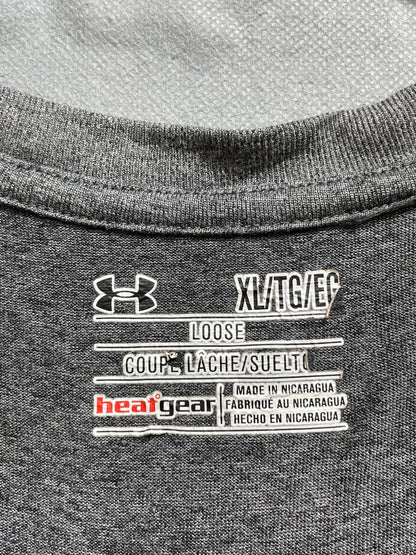 XL/TG/EG
LOOSE
COUPE LÂCHE/SUELTO
heatgear
MADE IN NICARAGUA
FABRIQUÉ AU NICARAGUA
HECHO EN NICARAGUA